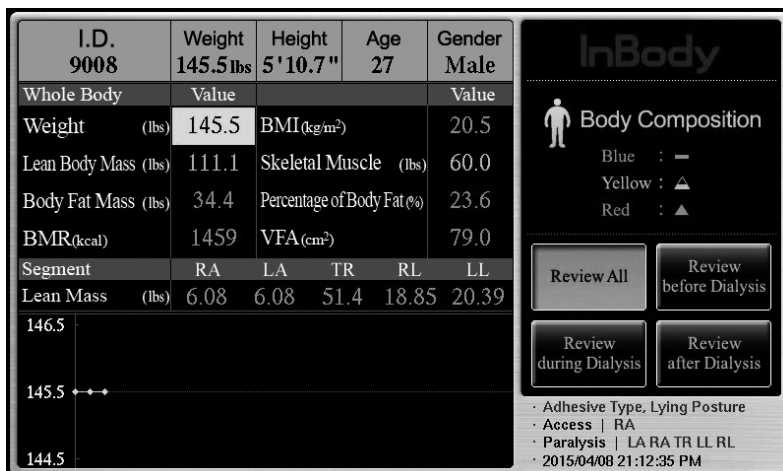 I.D. Weight Height Age Gender
9008 145.5 lbs 5'10.7" 27 Male
InBody
Whole Body Value Value
Weight (lbs) 145.5 BMI (kg/m²) 20.5
Lean Body Mass (lbs) 111.1 Skeletal Muscle (lbs) 60.0
Body Fat Mass (lbs) 34.4 Percentage of Body Fat (%) 23.6
BMR (kcal) 1459 VFA (cm²) 79.0
Segment RA LA TR RL LL
Lean Mass (lbs) 6.08 6.08 51.4 18.85 20.39
146.5
145.5
144.5
Body Composition
Blue :
Yellow :
Red :
Review All
Review
before Dialysis
Review
during Dialysis
Review
after Dialysis
· Adhesive Type, Lying Posture
· Access | RA
· Paralysis | LA RA TR LL RL
· 2015/04/08 21:12:35 PM